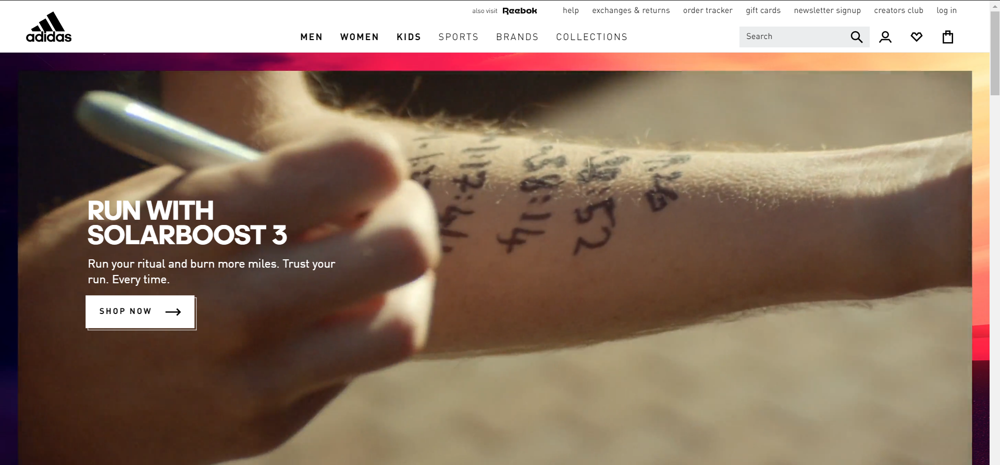 also visit Reebok help exchanges & returns order tracker gift cards newsletter signup creators club log in
adidas
MEN WOMEN KIDS SPORTS BRANDS COLLECTIONS
Search
RUN WITH
SOLARBOOST 3
Run your ritual and burn more miles. Trust your
run. Every time.
SHOP NOW